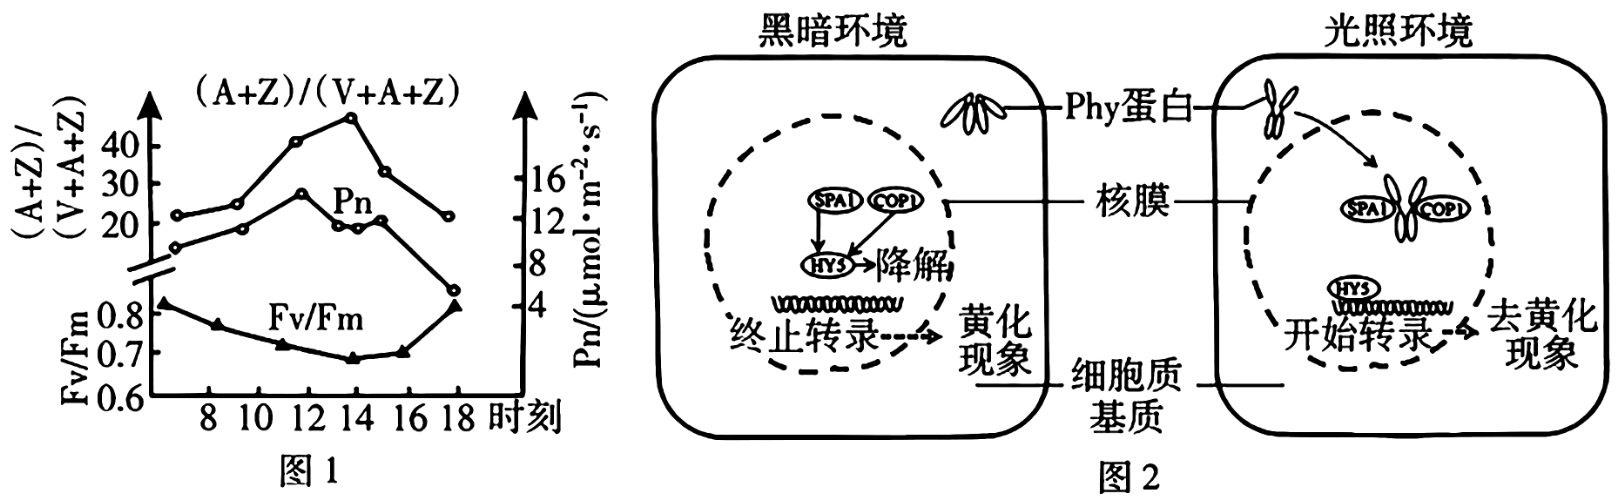 (A+Z)/(V+A+Z)
(A+Z)/
(V+A+Z)
40
30
20
Pn
16
12
8
4
Pn/(μmol·m⁻²·s⁻¹)
Fv/Fm
0.8
0.7
0.6
Fv/Fm
8 10 12 14 16 18 时刻
图1
黑暗环境
光照环境
Phy蛋白
核膜
SPA1 COP1
HY5 降解
终止转录
黄化
现象
细胞质
基质
SPA1 COP1
HY5
开始转录
去黄化
现象
图2